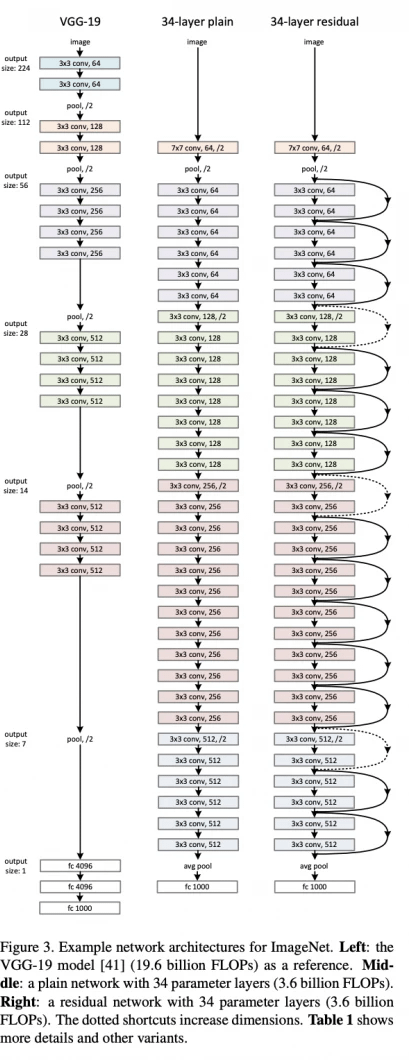 VGG-19
image
output
size: 224
3x3 conv, 64
3x3 conv, 64
pool, /2
output
size: 112
3x3 conv, 128
3x3 conv, 128
pool, /2
output
size: 56
3x3 conv, 256
3x3 conv, 256
3x3 conv, 256
3x3 conv, 256
pool, /2
output
size: 28
3x3 conv, 512
3x3 conv, 512
3x3 conv, 512
3x3 conv, 512
output
size: 14
pool, /2
3x3 conv, 512
3x3 conv, 512
3x3 conv, 512
3x3 conv, 512
output
size: 7
pool, /2
output
size: 1
fc 4096
fc 4096
fc 1000
34-layer plain
image
7x7 conv, 64, /2
pool, /2
3x3 conv, 64
3x3 conv, 64
3x3 conv, 64
3x3 conv, 64
3x3 conv, 64
3x3 conv, 64
3x3 conv, 128, /2
3x3 conv, 128
3x3 conv, 128
3x3 conv, 128
3x3 conv, 128
3x3 conv, 128
3x3 conv, 128
3x3 conv, 128
3x3 conv, 256, /2
3x3 conv, 256
3x3 conv, 256
3x3 conv, 256
3x3 conv, 256
3x3 conv, 256
3x3 conv, 256
3x3 conv, 256
3x3 conv, 256
3x3 conv, 256
3x3 conv, 256
3x3 conv, 256
3x3 conv, 512, /2
3x3 conv, 512
3x3 conv, 512
3x3 conv, 512
3x3 conv, 512
3x3 conv, 512
avg pool
fc 1000
34-layer residual
image
7x7 conv, 64, /2
pool, /2
3x3 conv, 64
3x3 conv, 64
3x3 conv, 64
3x3 conv, 64
3x3 conv, 64
3x3 conv, 64
3x3 conv, 128, /2
3x3 conv, 128
3x3 conv, 128
3x3 conv, 128
3x3 conv, 128
3x3 conv, 128
3x3 conv, 128
3x3 conv, 128
3x3 conv, 256, /2
3x3 conv, 256
3x3 conv, 256
3x3 conv, 256
3x3 conv, 256
3x3 conv, 256
3x3 conv, 256
3x3 conv, 256
3x3 conv, 256
3x3 conv, 256
3x3 conv, 256
3x3 conv, 256
3x3 conv, 512, /2
3x3 conv, 512
3x3 conv, 512
3x3 conv, 512
3x3 conv, 512
3x3 conv, 512
avg pool
fc 1000
Figure 3. Example network architectures for ImageNet. Left: the
VGG-19 model [41] (19.6 billion FLOPs) as a reference. Mid-
dle: a plain network with 34 parameter layers (3.6 billion FLOPs).
Right: a residual network with 34 parameter layers (3.6 billion
FLOPs). The dotted shortcuts increase dimensions. Table 1 shows
more details and other variants.